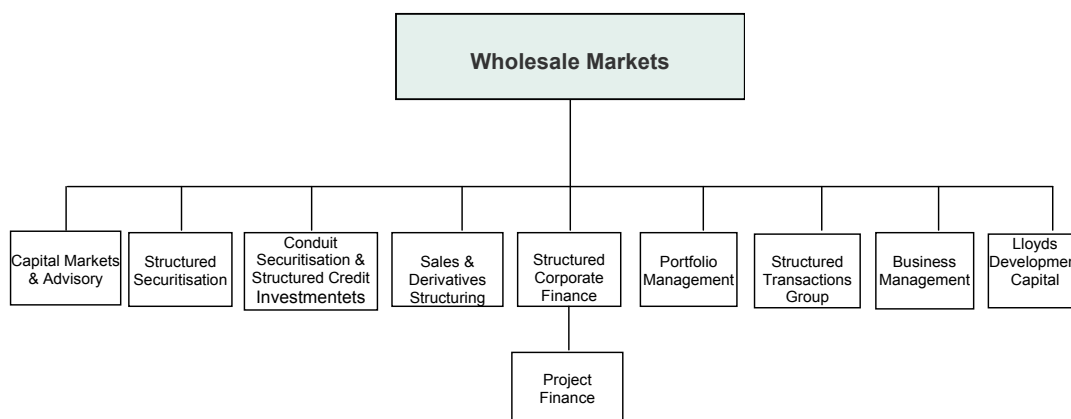 Wholesale Markets
Capital Markets
& Advisory
Structured
Securitisation
Conduit
Securitisation &
Structured Credit
Investmentets
Sales &
Derivatives
Structuring
Structured
Corporate
Finance
Portfolio
Management
Structured
Transactions
Group
Business
Management
Lloyds
Development
Capital
Project
Finance